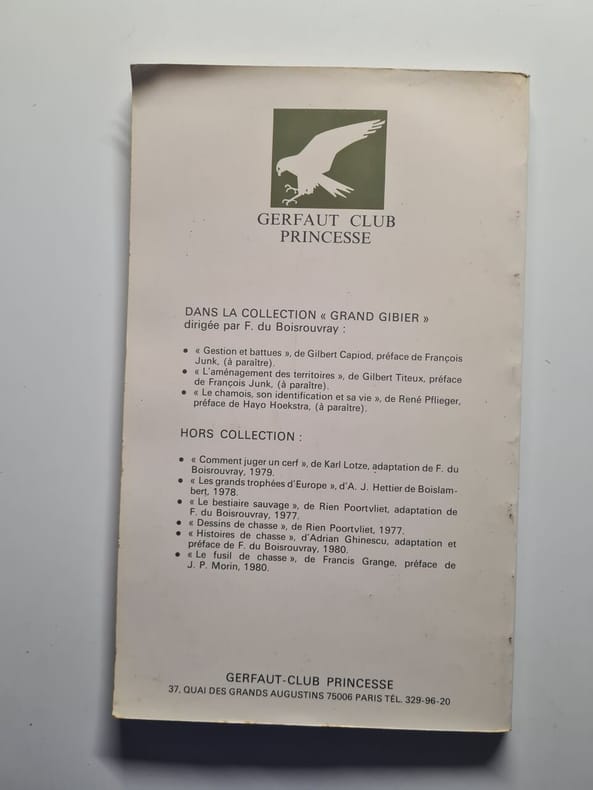 GERFAUT CLUB
PRINCESSE
DANS LA COLLECTION « GRAND GIBIER »
dirigée par F. du Boisrouvray :
● « Gestion et battues », de Gilbert Capiod, préface de François
Junk, (à paraître).
● « L'aménagement des territoires », de Gilbert Titeux, préface
de François Junk, (à paraître).
● « Le chamois, son identification et sa vie », de René Pflieger,
préface de Hayo Hoekstra, (à paraître).
HORS COLLECTION :
● « Comment juger un cerf », de Karl Lotze, adaptation de F. du
Boisrouvray, 1979.
● « Les grands trophées d'Europe », d'A. J. Hettier de Boislam-
bert, 1978.
● « Le bestiaire sauvage », de Rien Poortvliet, adaptation de
F. du Boisrouvray, 1977.
● « Dessins de chasse », de Rien Poortvliet, 1977.
● « Histoires de chasse », d'Adrian Ghinescu, adaptation et
préface de F. du Boisrouvray, 1980.
● « Le fusil de chasse », de Francis Grange, préface de
J. P. Morin, 1980.
GERFAUT-CLUB PRINCESSE
37, QUAI DES GRANDS AUGUSTINS 75006 PARIS TÉL. 329-96-20